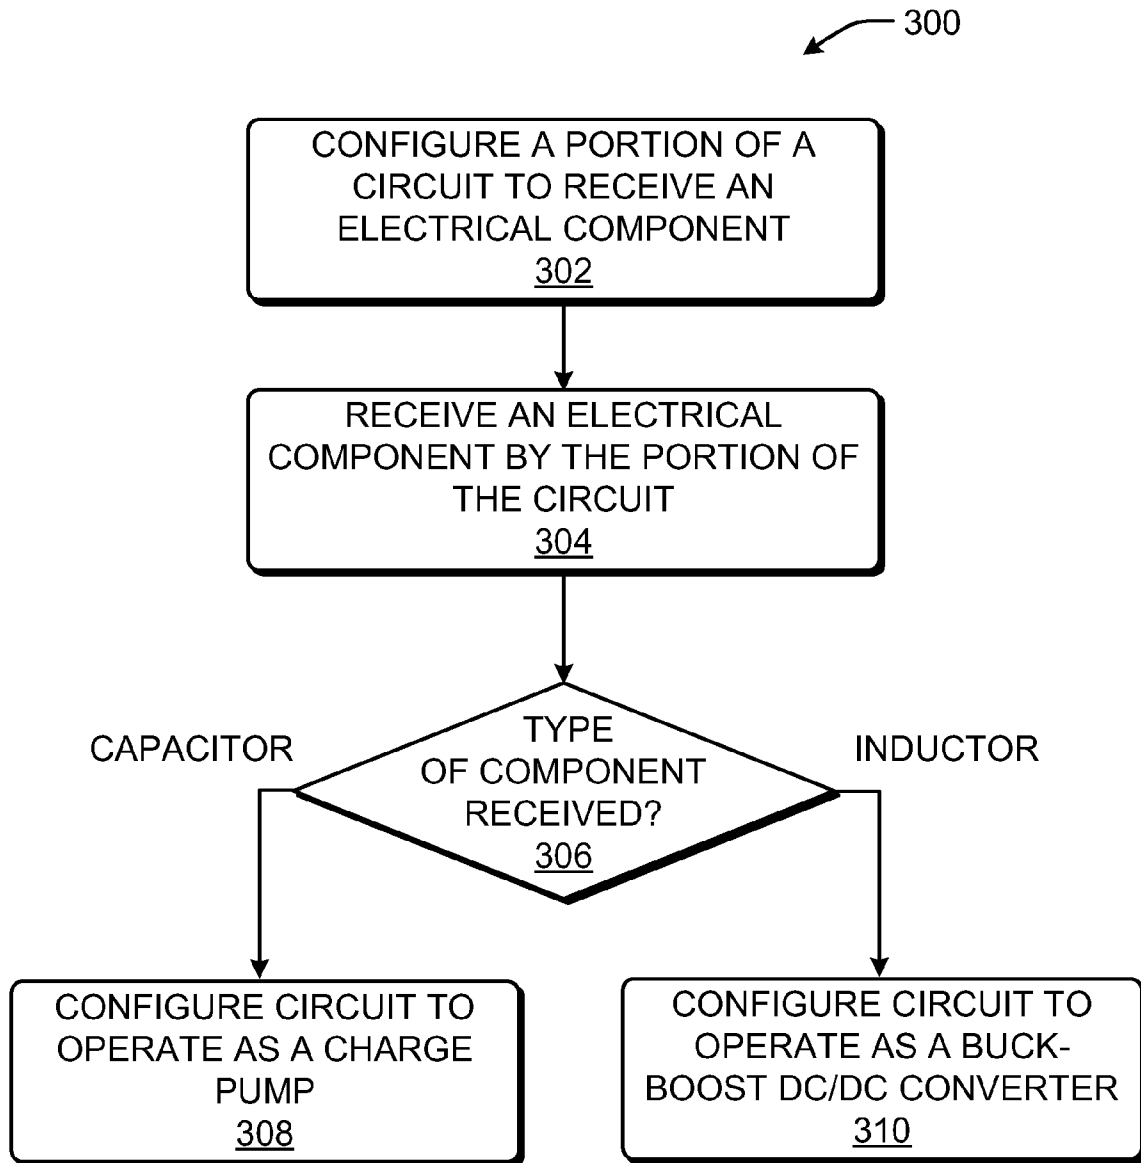 300
CONFIGURE A PORTION OF A
CIRCUIT TO RECEIVE AN
ELECTRICAL COMPONENT
302
RECEIVE AN ELECTRICAL
COMPONENT BY THE PORTION OF
THE CIRCUIT
304
TYPE
OF COMPONENT
RECEIVED?
306
CAPACITOR
INDUCTOR
CONFIGURE CIRCUIT TO
OPERATE AS A CHARGE
PUMP
308
CONFIGURE CIRCUIT TO
OPERATE AS A BUCK-
BOOST DC/DC CONVERTER
310